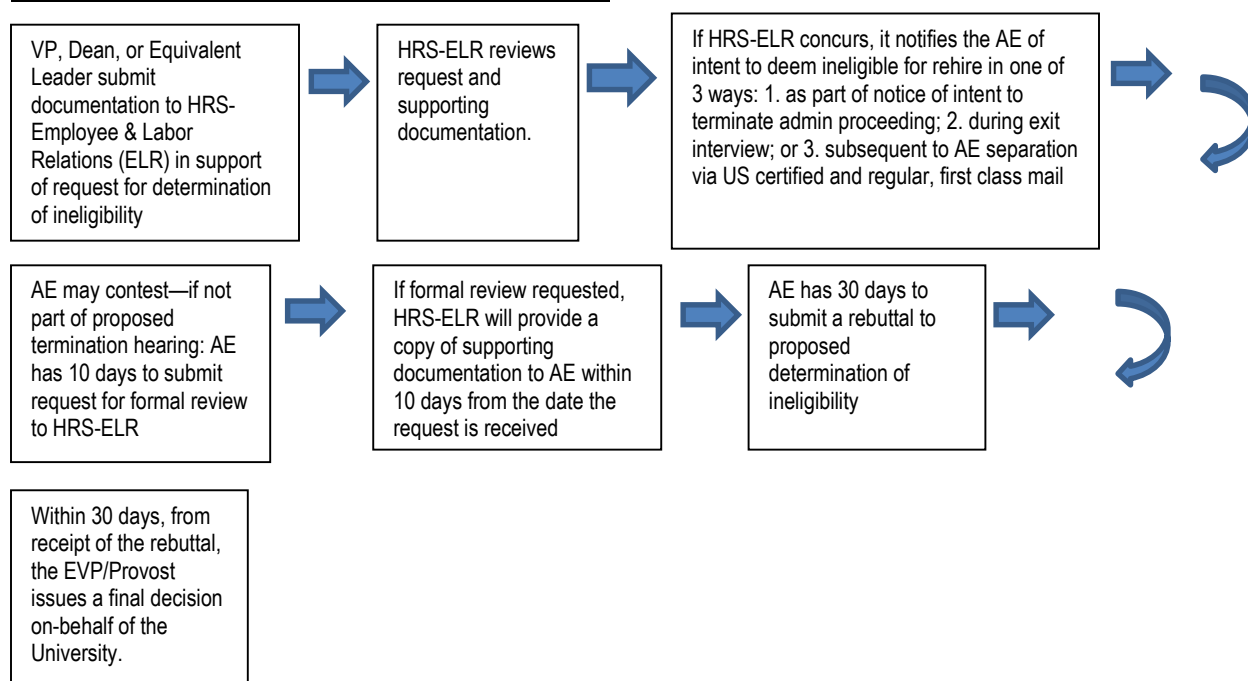 VP, Dean, or Equivalent
Leader submit
documentation to HRS-
Employee & Labor
Relations (ELR) in support
of request for determination
of ineligibility
HRS-ELR reviews
request and
supporting
documentation.
If HRS-ELR concurs, it notifies the AE of
intent to deem ineligible for rehire in one of
3 ways: 1. as part of notice of intent to
terminate admin proceeding; 2. during exit
interview; or 3. subsequent to AE separation
via US certified and regular, first class mail
AE may contest—if not
part of proposed
termination hearing: AE
has 10 days to submit
request for formal review
to HRS-ELR
If formal review requested,
HRS-ELR will provide a
copy of supporting
documentation to AE within
10 days from the date the
request is received
AE has 30 days to
submit a rebuttal to
proposed
determination of
ineligibility
Within 30 days, from
receipt of the rebuttal,
the EVP/Provost
issues a final decision
on-behalf of the
University.